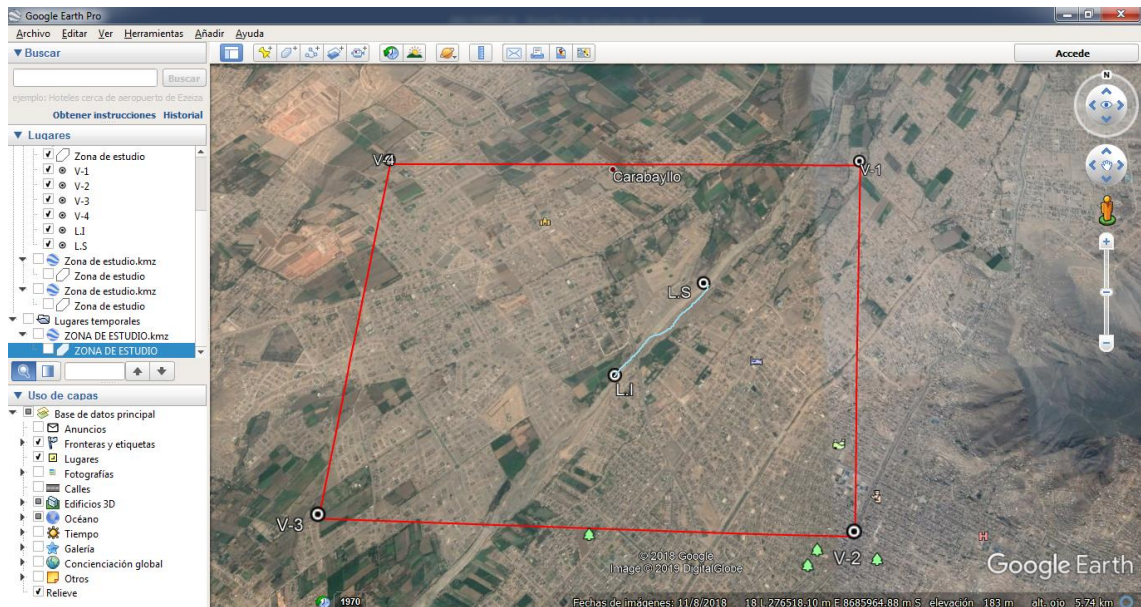 Google Earth Pro
Archivo Editar Ver Herramientas Añadir Ayuda
Buscar
Buscar
ejemplo: Hoteles cerca de aeropuerto de Ezeiza
Obtener instrucciones Historial
Lugares
Zona de estudio
V-1
V-2
V-3
V-4
L.I
L.S
Zona de estudio.kmz
Zona de estudio
Zona de estudio.kmz
Zona de estudio
Lugares temporales
ZONA DE ESTUDIO.kmz
ZONA DE ESTUDIO
Uso de capas
Base de datos principal
Anuncios
Fronteras y etiquetas
Lugares
Fotografías
Calles
Edificios 3D
Océano
Tiempo
Galería
Concienciación global
Otros
Relieve
Accede
N
V-4
Carabayllo
V-1
L.S
L.I
V-3
V-2
H
© 2018 Google
Image © 2019 DigitalGlobe
Google Earth
1970
Fechas de imágenes: 11/8/2018 18 L 276518.10 m E 8685964.88 m S elevación 183 m alt. ojo 5.74 km